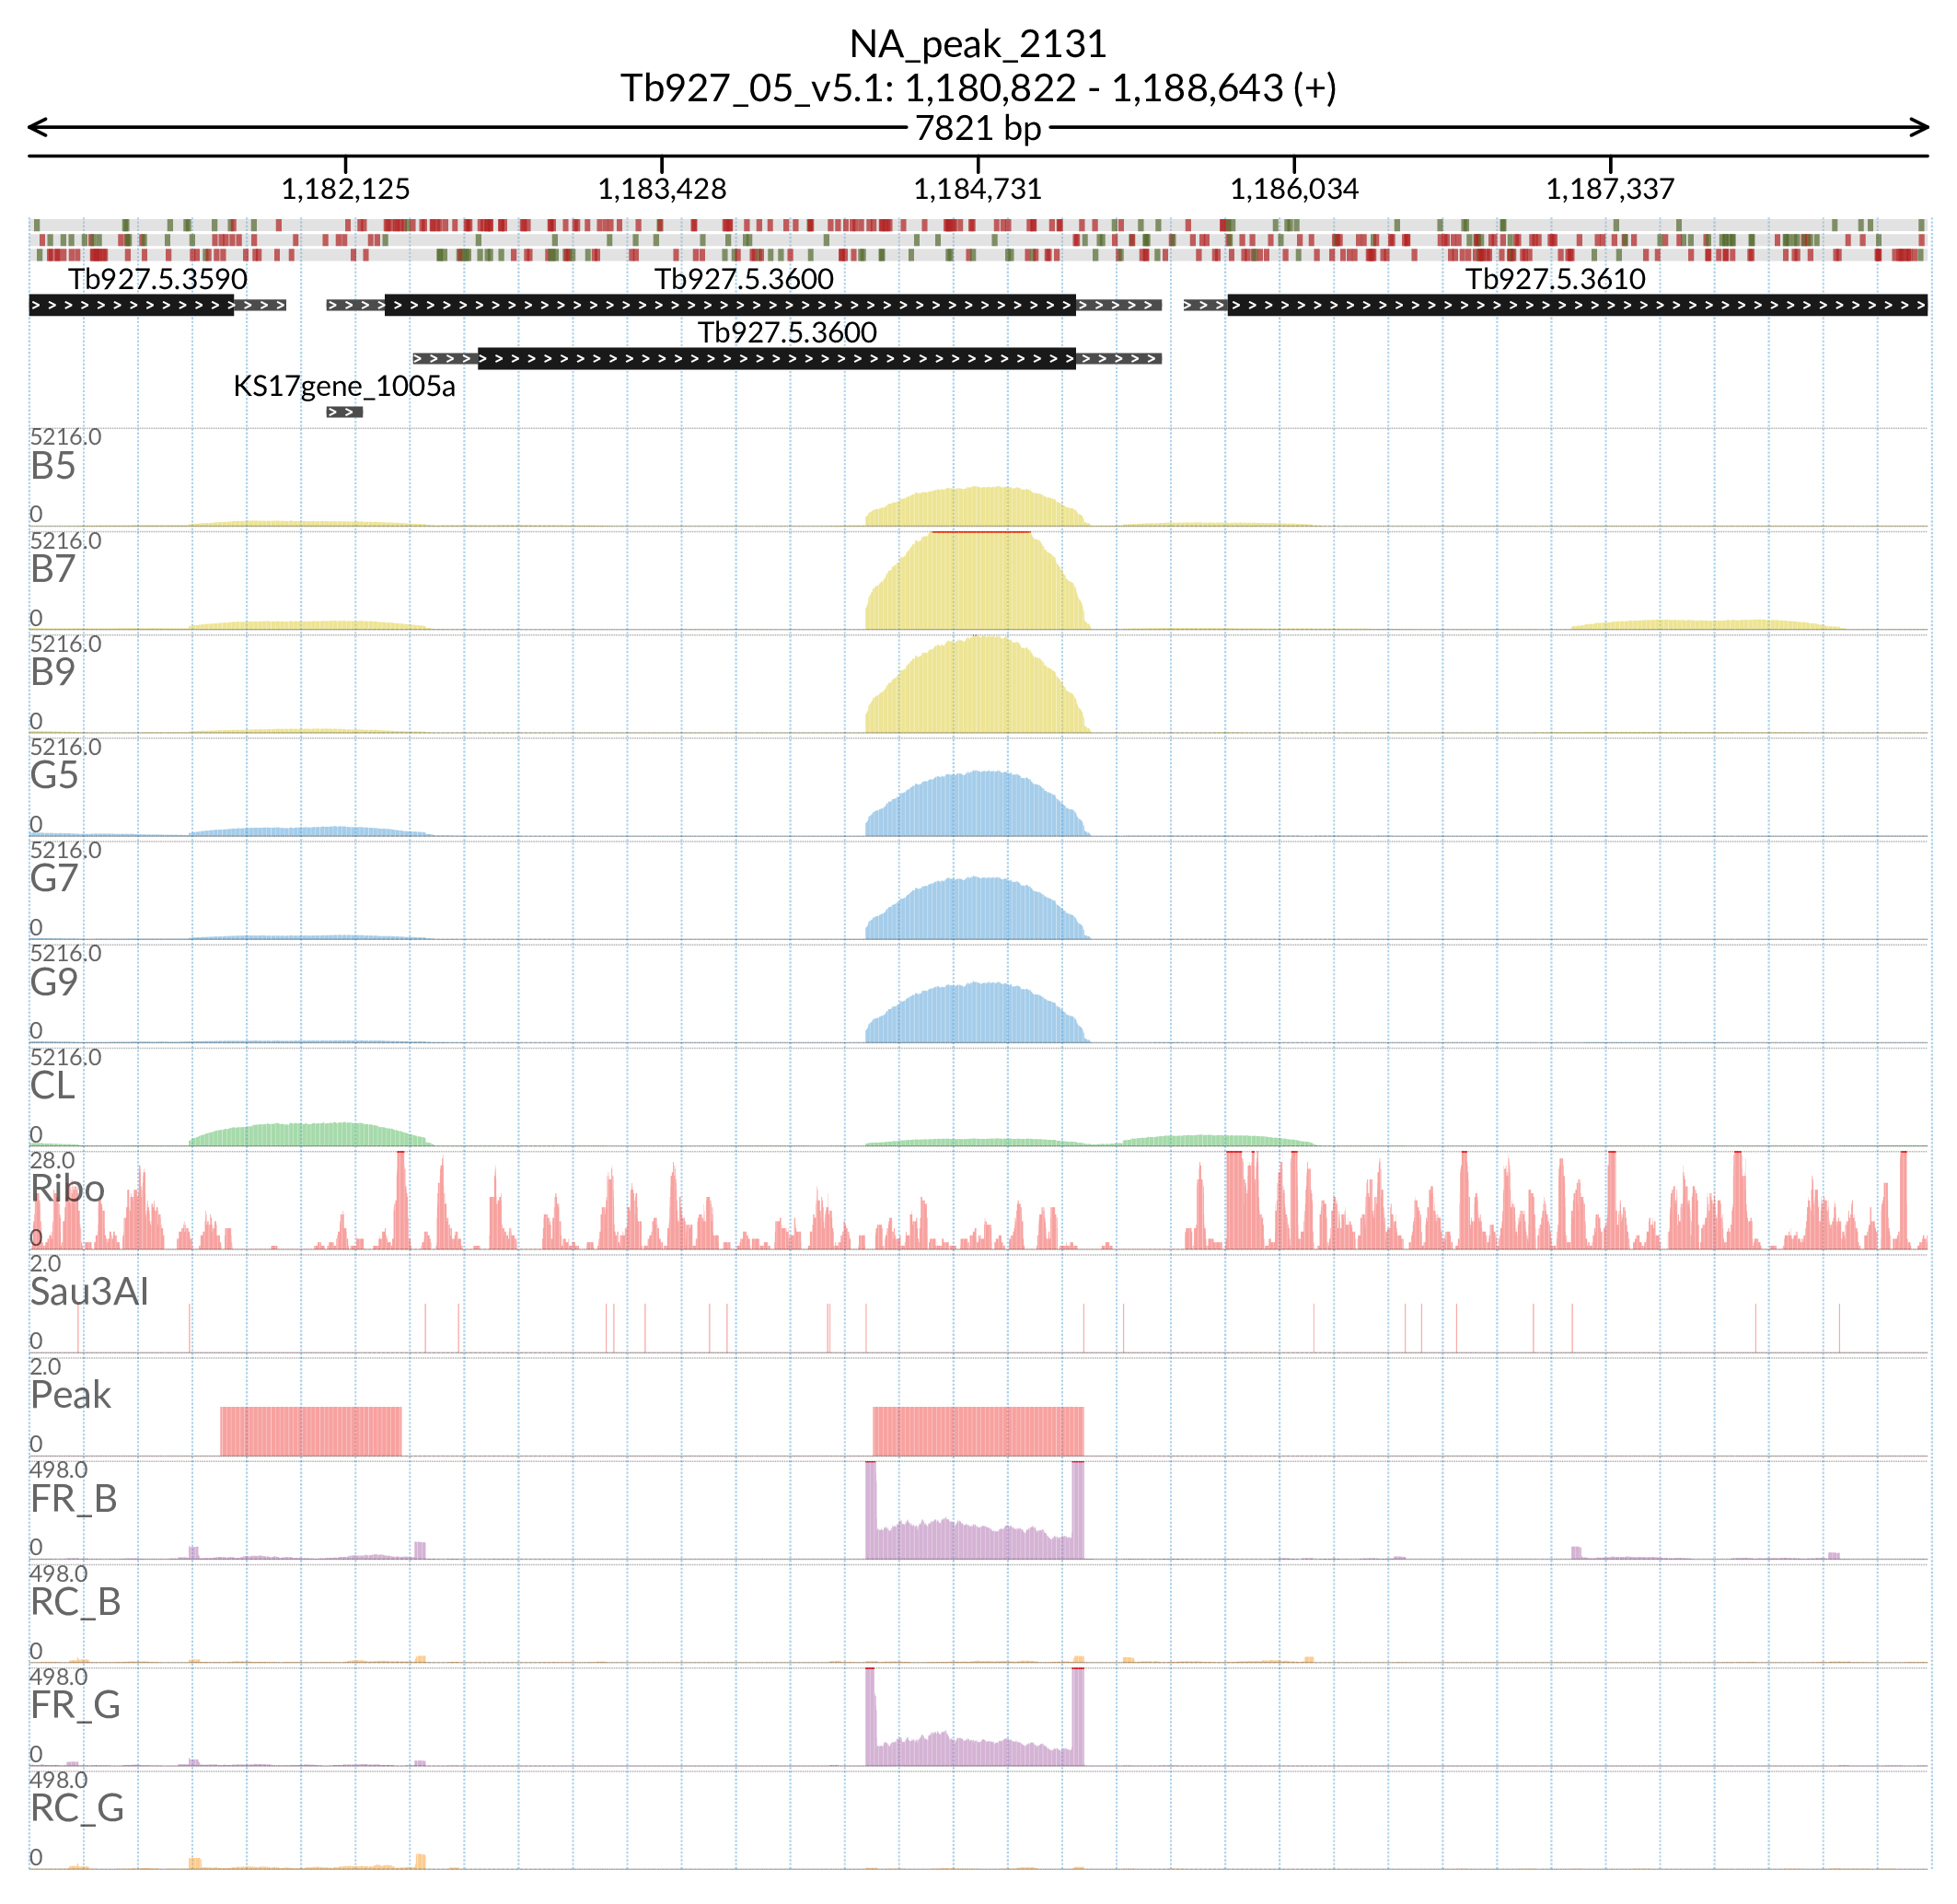 NA_peak_2131
Tb927_05_v5.1: 1,180,822 - 1,188,643 (+)
7821 bp
1,182,125 1,183,428 1,184,731 1,186,034 1,187,337
Tb927.5.3590 Tb927.5.3600 Tb927.5.3610
Tb927.5.3600
KS17gene_1005a
5216.0
B5
0
5216.0
B7
0
5216.0
B9
0
5216.0
G5
0
5216.0
G7
0
5216.0
G9
0
5216.0
CL
0
28.0
Ribo
0
2.0
Sau3AI
0
2.0
Peak
0
498.0
FR_B
0
498.0
RC_B
0
498.0
FR_G
0
498.0
RC_G
0